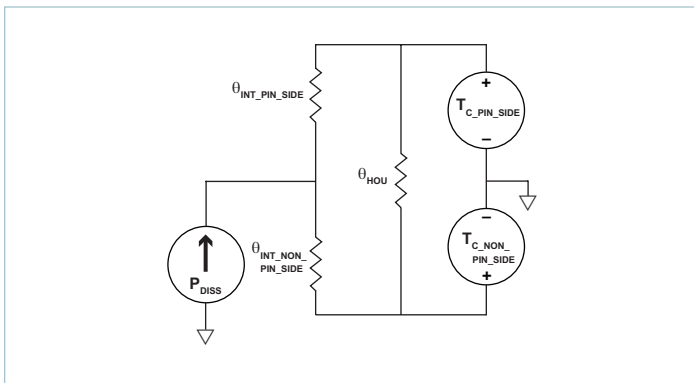 θINT_PIN_SIDE
+
TC_PIN_SIDE
−
θHOU
−
TC_NON_
PIN_SIDE
+
θINT_NON_
PIN_SIDE
PDISS